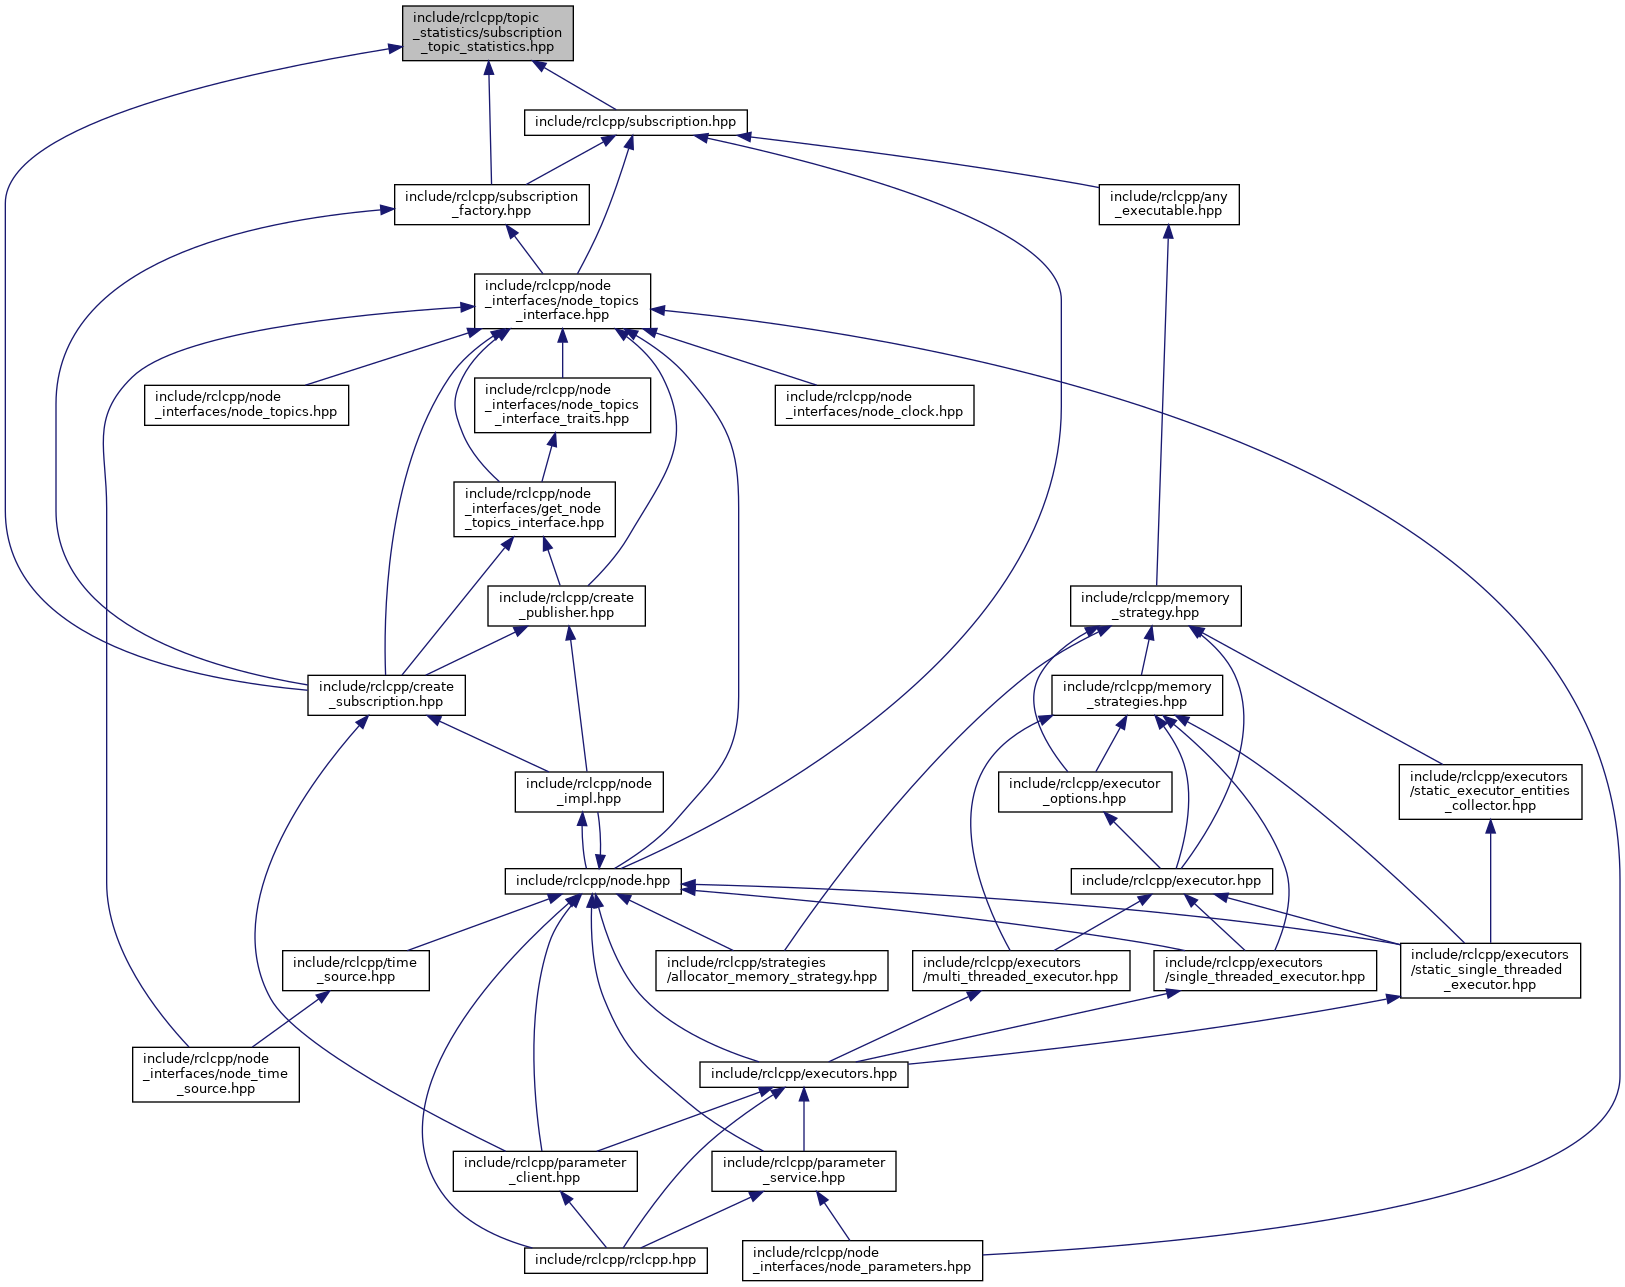 include/rclcpp/topic
_statistics/subscription
_topic_statistics.hpp
include/rclcpp/subscription.hpp
include/rclcpp/subscription
_factory.hpp
include/rclcpp/any
_executable.hpp
include/rclcpp/node
_interfaces/node_topics
_interface.hpp
include/rclcpp/node
_interfaces/node_topics.hpp
include/rclcpp/node
_interfaces/node_topics
_interface_traits.hpp
include/rclcpp/node
_interfaces/node_clock.hpp
include/rclcpp/node
_interfaces/get_node
_topics_interface.hpp
include/rclcpp/create
_publisher.hpp
include/rclcpp/memory
_strategy.hpp
include/rclcpp/create
_subscription.hpp
include/rclcpp/memory
_strategies.hpp
include/rclcpp/node
_impl.hpp
include/rclcpp/executor
_options.hpp
include/rclcpp/executors
/static_executor_entities
_collector.hpp
include/rclcpp/node.hpp
include/rclcpp/executor.hpp
include/rclcpp/time
_source.hpp
include/rclcpp/strategies
/allocator_memory_strategy.hpp
include/rclcpp/executors
/multi_threaded_executor.hpp
include/rclcpp/executors
/single_threaded_executor.hpp
include/rclcpp/executors
/static_single_threaded
_executor.hpp
include/rclcpp/node
_interfaces/node_time
_source.hpp
include/rclcpp/executors.hpp
include/rclcpp/parameter
_client.hpp
include/rclcpp/parameter
_service.hpp
include/rclcpp/rclcpp.hpp
include/rclcpp/node
_interfaces/node_parameters.hpp